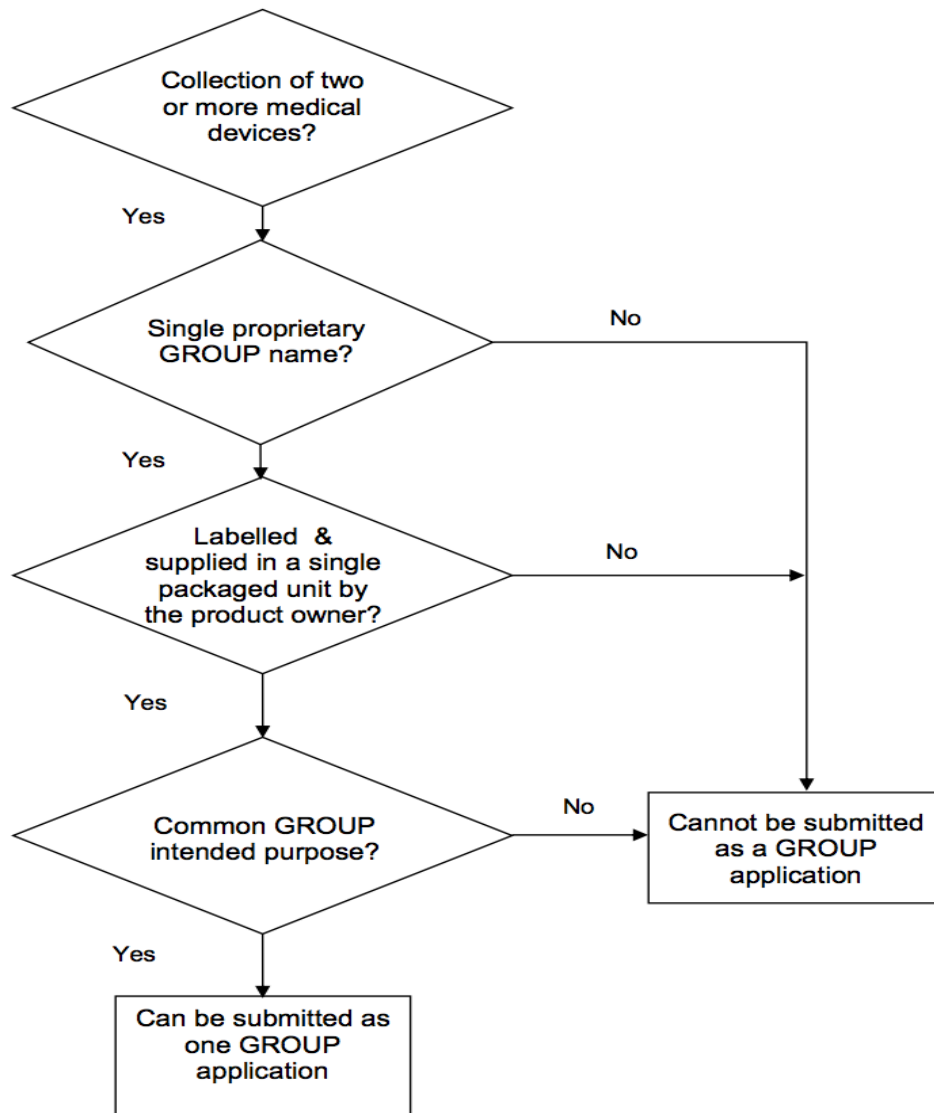 Collection of two
or more medical
devices?
Yes
Single proprietary
GROUP name?
No
Yes
Labelled &
supplied in a single
packaged unit by
the product owner?
No
Yes
Common GROUP
intended purpose?
No
Cannot be submitted
as a GROUP
application
Yes
Can be submitted as
one GROUP
application